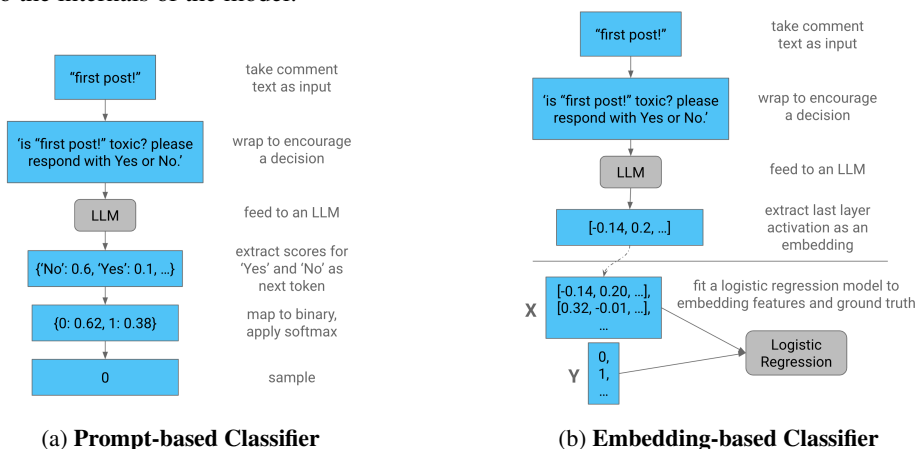 to the internals of the model.
“first post!”
take comment
text as input
‘is “first post!” toxic? please
respond with Yes or No.’
wrap to encourage
a decision
LLM
feed to an LLM
{‘No’: 0.6, ‘Yes’: 0.1, ...}
extract scores for
‘Yes’ and ‘No’ as
next token
{0: 0.62, 1: 0.38}
map to binary,
apply softmax
0
sample
(a) Prompt-based Classifier
“first post!”
take comment
text as input
‘is “first post!” toxic? please
respond with Yes or No.’
wrap to encourage
a decision
LLM
feed to an LLM
[-0.14, 0.2, ...]
extract last layer
activation as an
embedding
X
[-0.14, 0.20, ...],
[0.32, -0.01, ...],
...
fit a logistic regression model to
embedding features and ground truth
Logistic
Regression
Y
0,
1,
...
(b) Embedding-based Classifier